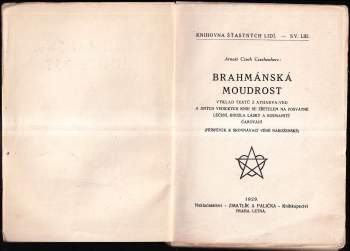 KNIHOVNA ŠŤASTNÝCH LIDÍ. — SV. LIII.
Arnošt Czech Czechenherz:
BRAHMÁNSKÁ
MOUDROST
VÝKLAD TEXTŮ Z ATHARVA-VED
A JINÝCH VEDICKÝCH KNIH SE ZŘETELEM NA POSVÁTNÉ
LÉČENÍ, KOUZLA LÁSKY A ROZMANITÉ
ČAROVÁNÍ
(PŘÍSPĚVEK K SROVNÁVACÍ VĚDĚ NÁBOŽENSKÉ)
1929.
Nakladatelství - ZMATLÍK A PALIČKA - Knihkupectví
PRAHA-LETNÁ.